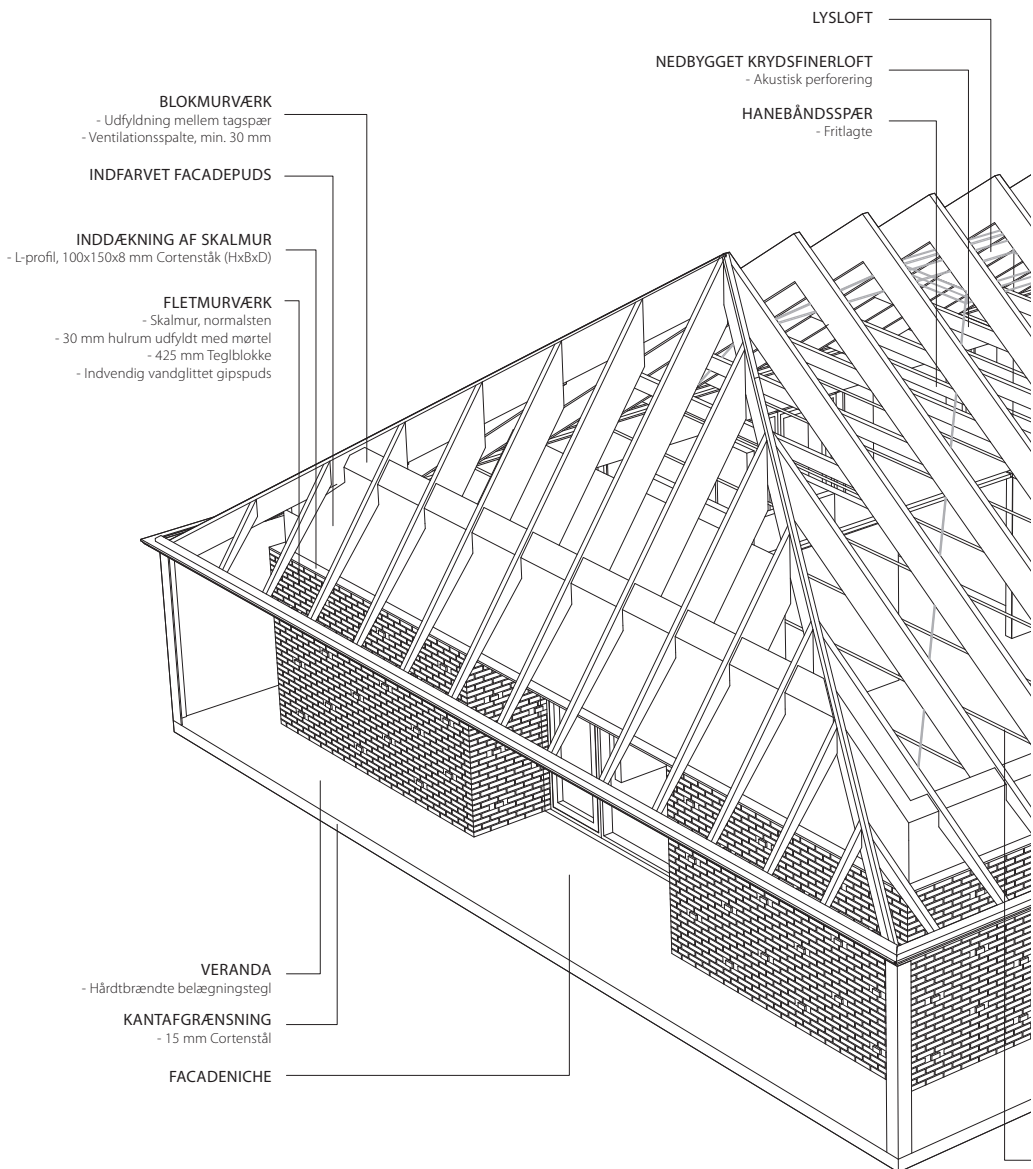 LYSLOFT
NEDBYGGET KRYDSFINERLOFT
- Akustisk perforering
HANEBÅNDSSPÆR
- Fritlagte
BLOKMURVÆRK
- Udfyldning mellem tagspær
- Ventilationsspalte, min. 30 mm
INDFARVET FACADEPUDS
INDDÆKNING AF SKALMUR
- L-profil, 100x150x8 mm Cortenståk (HxBxD)
FLETMURVÆRK
- Skalmur, normalsten
- 30 mm hulrum udfyldt med mørtel
- 425 mm Teglblokke
- Indvendig vandglittet gipspuds
VERANDA
- Hårdtbrændte belægningstegl
KANTAFGRÆNSNING
- 15 mm Cortenstål
FACADENICHE